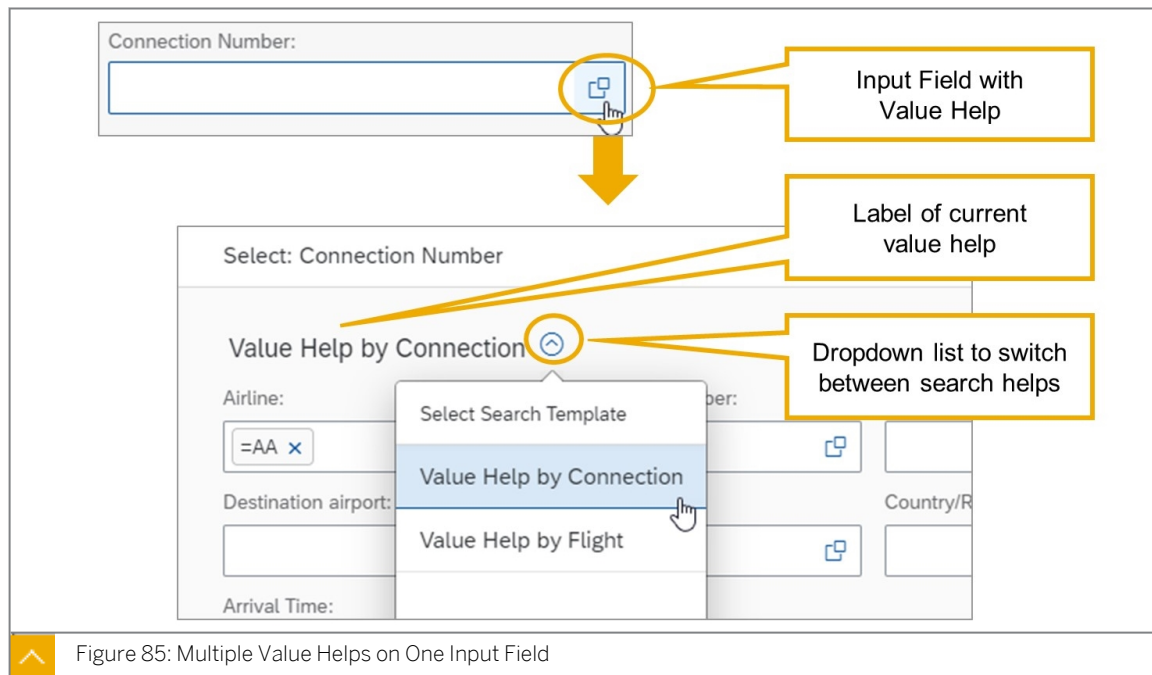 Connection Number:
Input Field with
Value Help
Label of current
value help
Select: Connection Number
Value Help by Connection
Dropdown list to switch
between search helps
Airline:
=AA ×
Select Search Template
Value Help by Connection
Destination airport:
Value Help by Flight
Arrival Time:
Figure 85: Multiple Value Helps on One Input Field